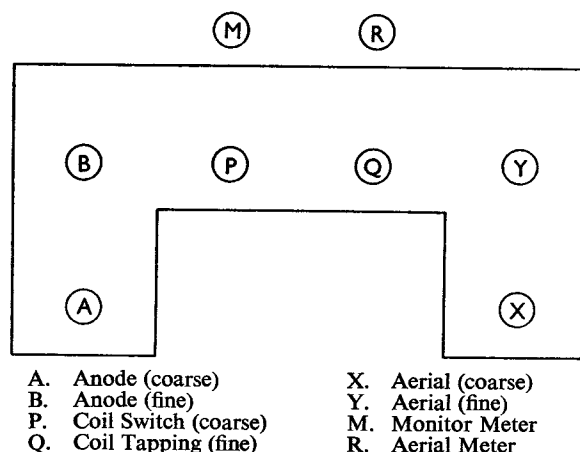 M R
B P Q Y
A X
A. Anode (coarse) X. Aerial (coarse)
B. Anode (fine) Y. Aerial (fine)
P. Coil Switch (coarse) M. Monitor Meter
Q. Coil Tapping (fine) R. Aerial Meter